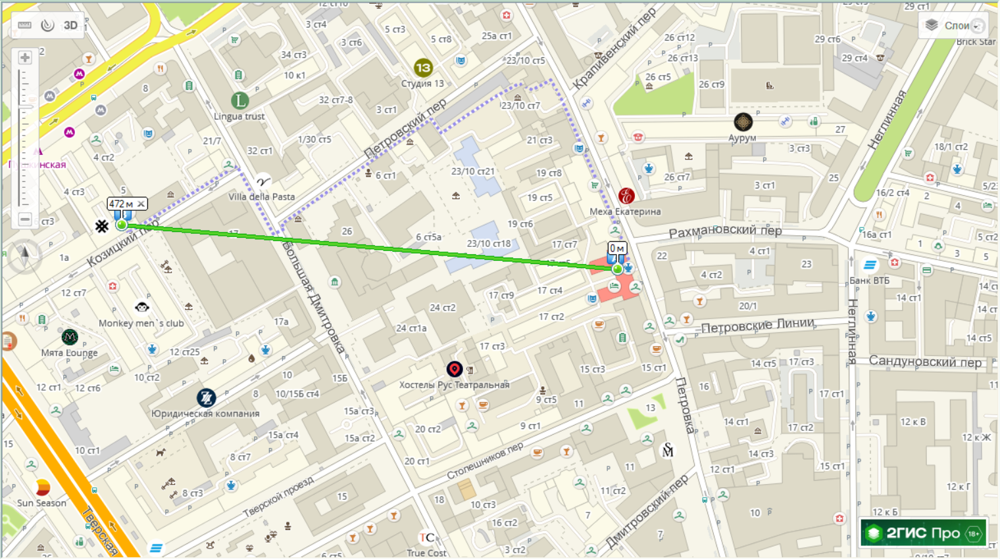 3D
Слои
12 ст10
3 ст4
5 ст3
25а ст1
29 ст1
3 ст6
5 ст8
26 ст12
29 ст6
Brick Star
34 ст3
23/10 ст5
26 ст13
29 ст4
10 к1
13
Студия 13
Крапивенский пер
26 ст5
26 ст9
8
32 ст7-8
3 ст1
23/10 ст7
Lingua trust
Петровский пер
Аурум
27
Неглинная
21/7
1/30 ст5
21 ст3
18/1 ст2
4 ст2
32 ст1
3 ст3
6 ст1
23/10 ст21
19 ст8
26 ст7
3 ст1
25
4 ст3
5
Villa della Pasta
19 ст5
16/2 ст4
2
472 м
Меха Екатерина
4
19 ст6
Рахмановский пер
16а ст1
Козицкий пер
17
26
6 ст5а
23/10 ст18
17 ст7
0 м
22
4 ст1
23
1
3
5
1а
17 ст5
4 ст2
Банк ВТБ
Большая Дмитровка
12 ст7
17 ст9
17 ст4
14 ст1
24 ст2
20/1
Monkey men`s club
17а
24 ст1а
17 ст2
Петровские Линии
Неглинная
Мята Lounge
12 ст25
17 ст3
14 ст5
15 ст3
15 ст1
14 ст5
17 ст3
Сандуновский пер
10 ст2
10
15Б
Хостелы Рус Театральная
16
12 ст1
12 ст6
8
10/15Б ст4
9 ст5
11
17 ст1
Юридическая компания
15а ст3
13
Петровка
15а ст4
15а ст2
20 ст2
9 ст1
14 ст1
17 ст2
12 к В
12 к Ж
15
10 ст1
8 ст7
20 ст1
Столешников пер
11
14 ст3
12 ст1
15 ст1
12 к Г
8 ст3
Тверской проезд
15
18
10 ст3
11 ст2
Дмитровский пер
Sun Season
7
10
12 к Б
Тверская
16 ст2
7
2ГИС Про
18+
True Cost
3 ст2
26
6 ст5